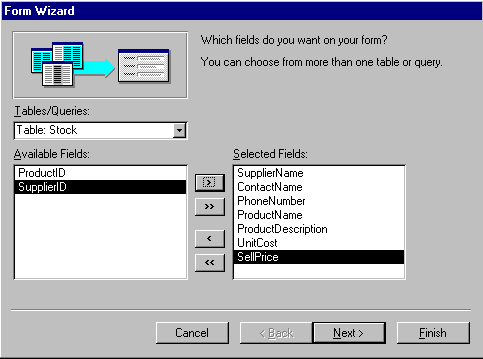 Form Wizard
Which fields do you want on your form?
You can choose from more than one table or query.
Tables/Queries:
Table: Stock
Available Fields:
ProductID
SupplierID
>
>>
<
<<
Selected Fields:
SupplierName
ContactName
PhoneNumber
ProductName
ProductDescription
UnitCost
SellPrice
Cancel
< Back
Next >
Finish